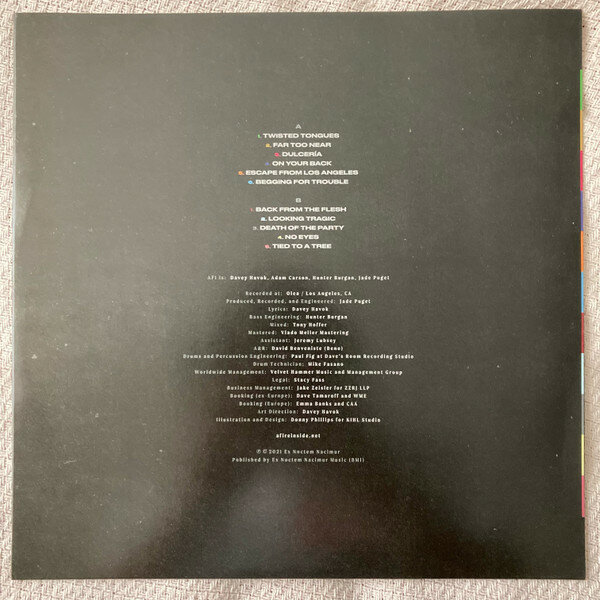 A
1. TWISTED TONGUES
2. FAR TOO NEAR
3. DULCERÍA
4. ON YOUR BACK
5. ESCAPE FROM LOS ANGELES
6. BEGGING FOR TROUBLE
B
1. BACK FROM THE FLESH
2. LOOKING TRAGIC
3. DEATH OF THE PARTY
4. NO EYES
5. TIED TO A TREE
AFI Is: Davey Havok, Adam Carson, Hunter Burgan, Jade Puget
Recorded at: Olea / Los Angeles, CA
Produced, Recorded, and Engineered: Jade Puget
Lyrics: Davey Havok
Bass Engineering: Hunter Burgan
Mixed: Tony Hoffer
Mastered: Vlado Meller Mastering
Assistant: Jeremy Lubsey
A&R: David Benveniste (Beno)
Drums and Percussion Engineering: Paul Fig at Dave's Room Recording Studio
Drum Technician: Mike Fasano
Worldwide Management: Velvet Hammer Music and Management Group
Legal: Stacy Fass
Business Management: Jake Zeisler for ZZRJ LLP
Booking (ex-Europe): Dave Tamaroff and WME
Booking (Europe): Emma Banks and CAA
Art Direction: Davey Havok
Illustration and Design: Donny Phillips for KIHL Studio
afireinside.net
℗ © 2021 Ex Noctem Nacimur
Published by Ex Noctem Nacimur Music (BMI)